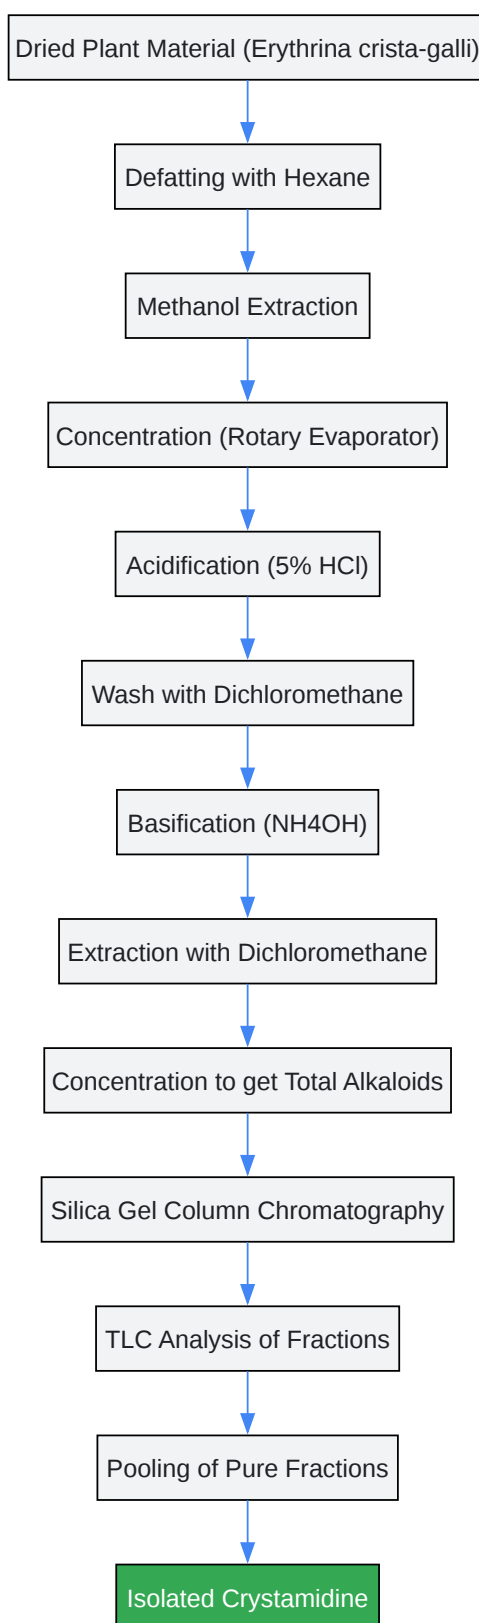 Dried Plant Material (Erythrina crista-galli)
Defatting with Hexane
Methanol Extraction
Concentration (Rotary Evaporator)
Acidification (5% HCl)
Wash with Dichloromethane
Basification (NH4OH)
Extraction with Dichloromethane
Concentration to get Total Alkaloids
Silica Gel Column Chromatography
TLC Analysis of Fractions
Pooling of Pure Fractions
Isolated Crystamidine